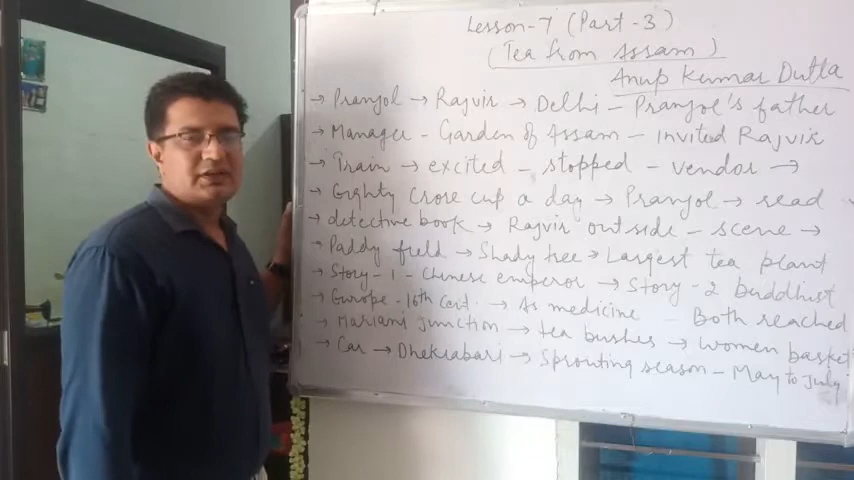 Lesson-7 (Part-3)
(Tea from Assam)
Anup Kumar Dutta
→ Pranjol → Rajvir → Delhi - Pranjol's father
→ Manager - Garden of Assam - invited Rajvir
→ Train → excited - stopped - vendor →
→ Eighty crore cup a day → Pranjol → read
→ detective book → Rajvir outside - scene →
→ Paddy field → Shady tree → Largest tea plant
→ Story - 1 - Chinese emperor → Story - 2 buddhist
→ Europe - 16th cent. → As medicine - Both reached
→ Mariani junction → tea bushes → women basket
→ Car → Dhekiabari → Sprouting season - May to July